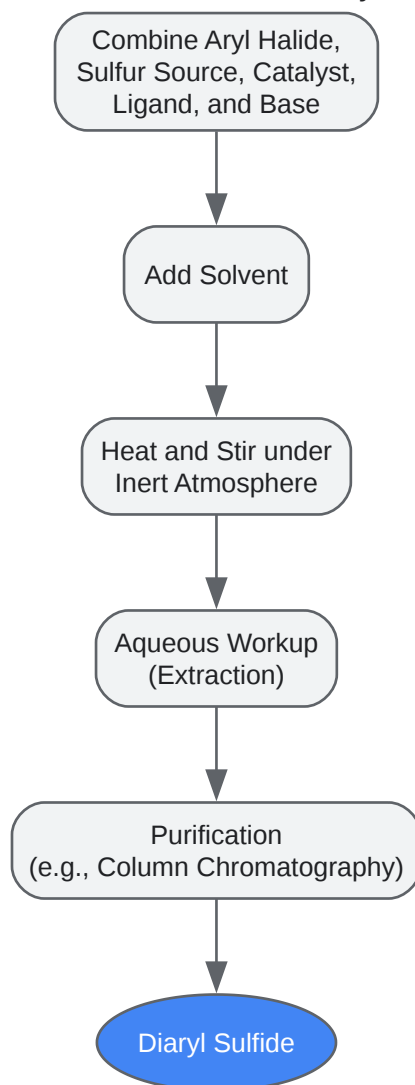 Combine Aryl Halide,
Sulfur Source, Catalyst,
Ligand, and Base
Add Solvent
Heat and Stir under
Inert Atmosphere
Aqueous Workup
(Extraction)
Purification
(e.g., Column Chromatography)
Diaryl Sulfide